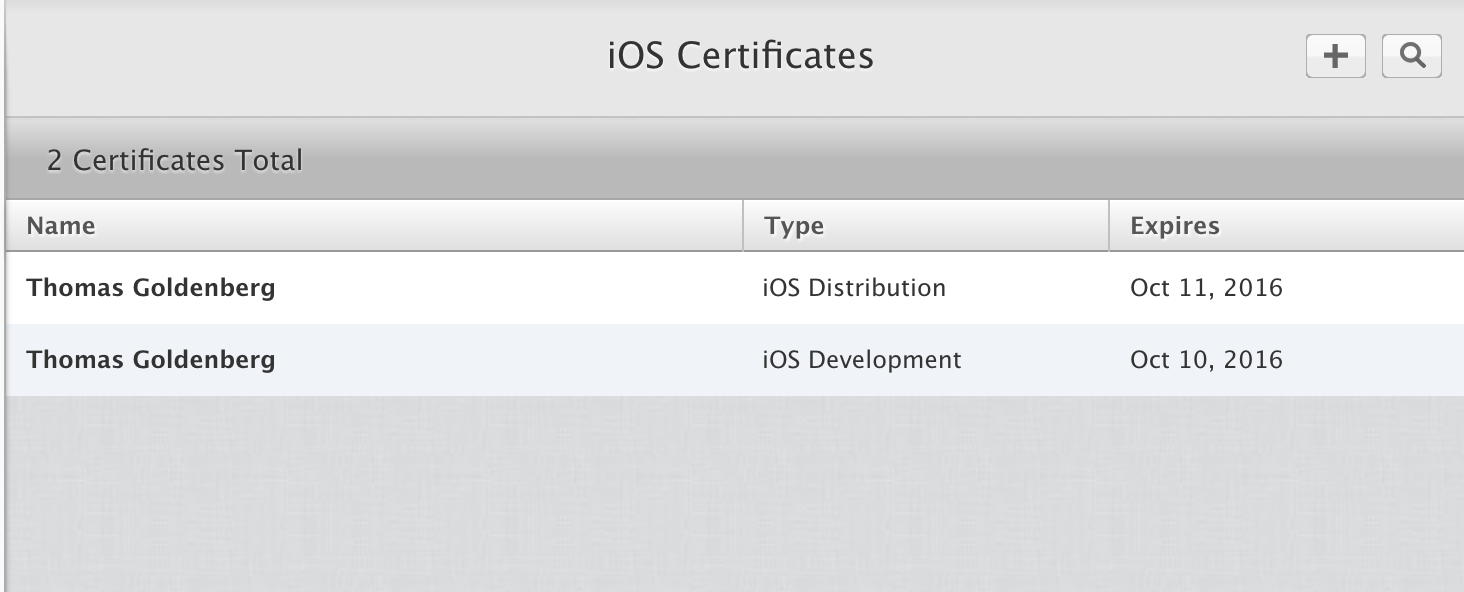 iOS Certificates
2 Certificates Total
Name Type Expires
Thomas Goldenberg iOS Distribution Oct 11, 2016
Thomas Goldenberg iOS Development Oct 10, 2016